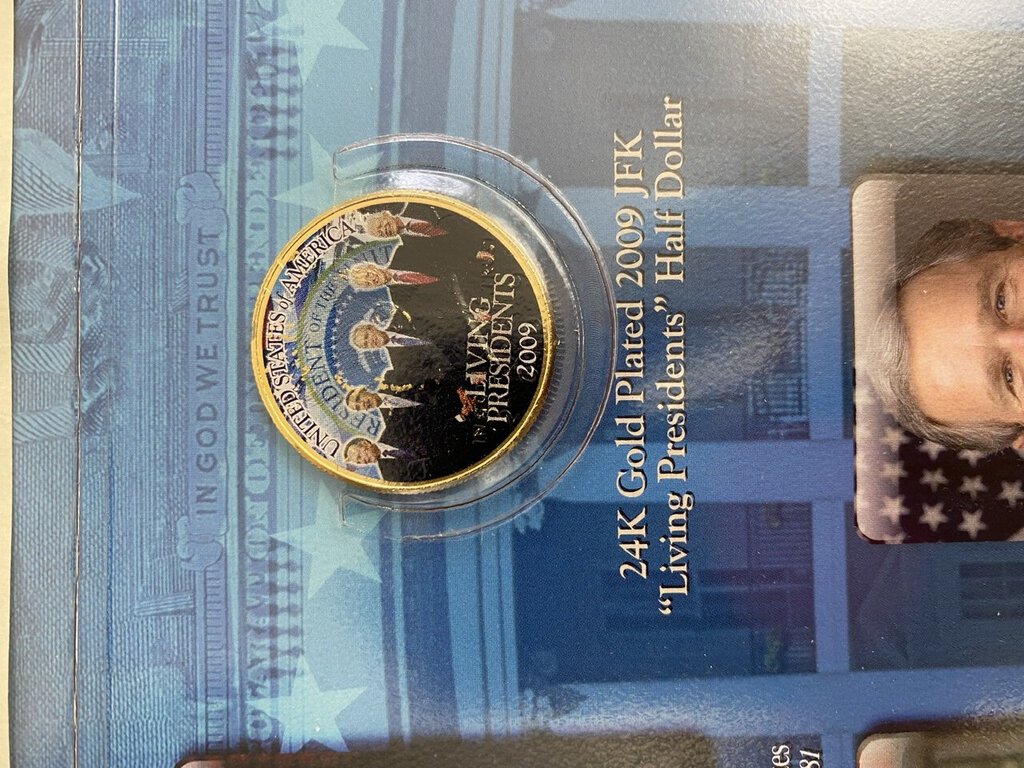 IN GOD WE TRUST
UNITED STATES of AMERICA
LIVING
PRESIDENTS
2009
24K Gold Plated 2009 JFK
“Living Presidents” Half Dollar